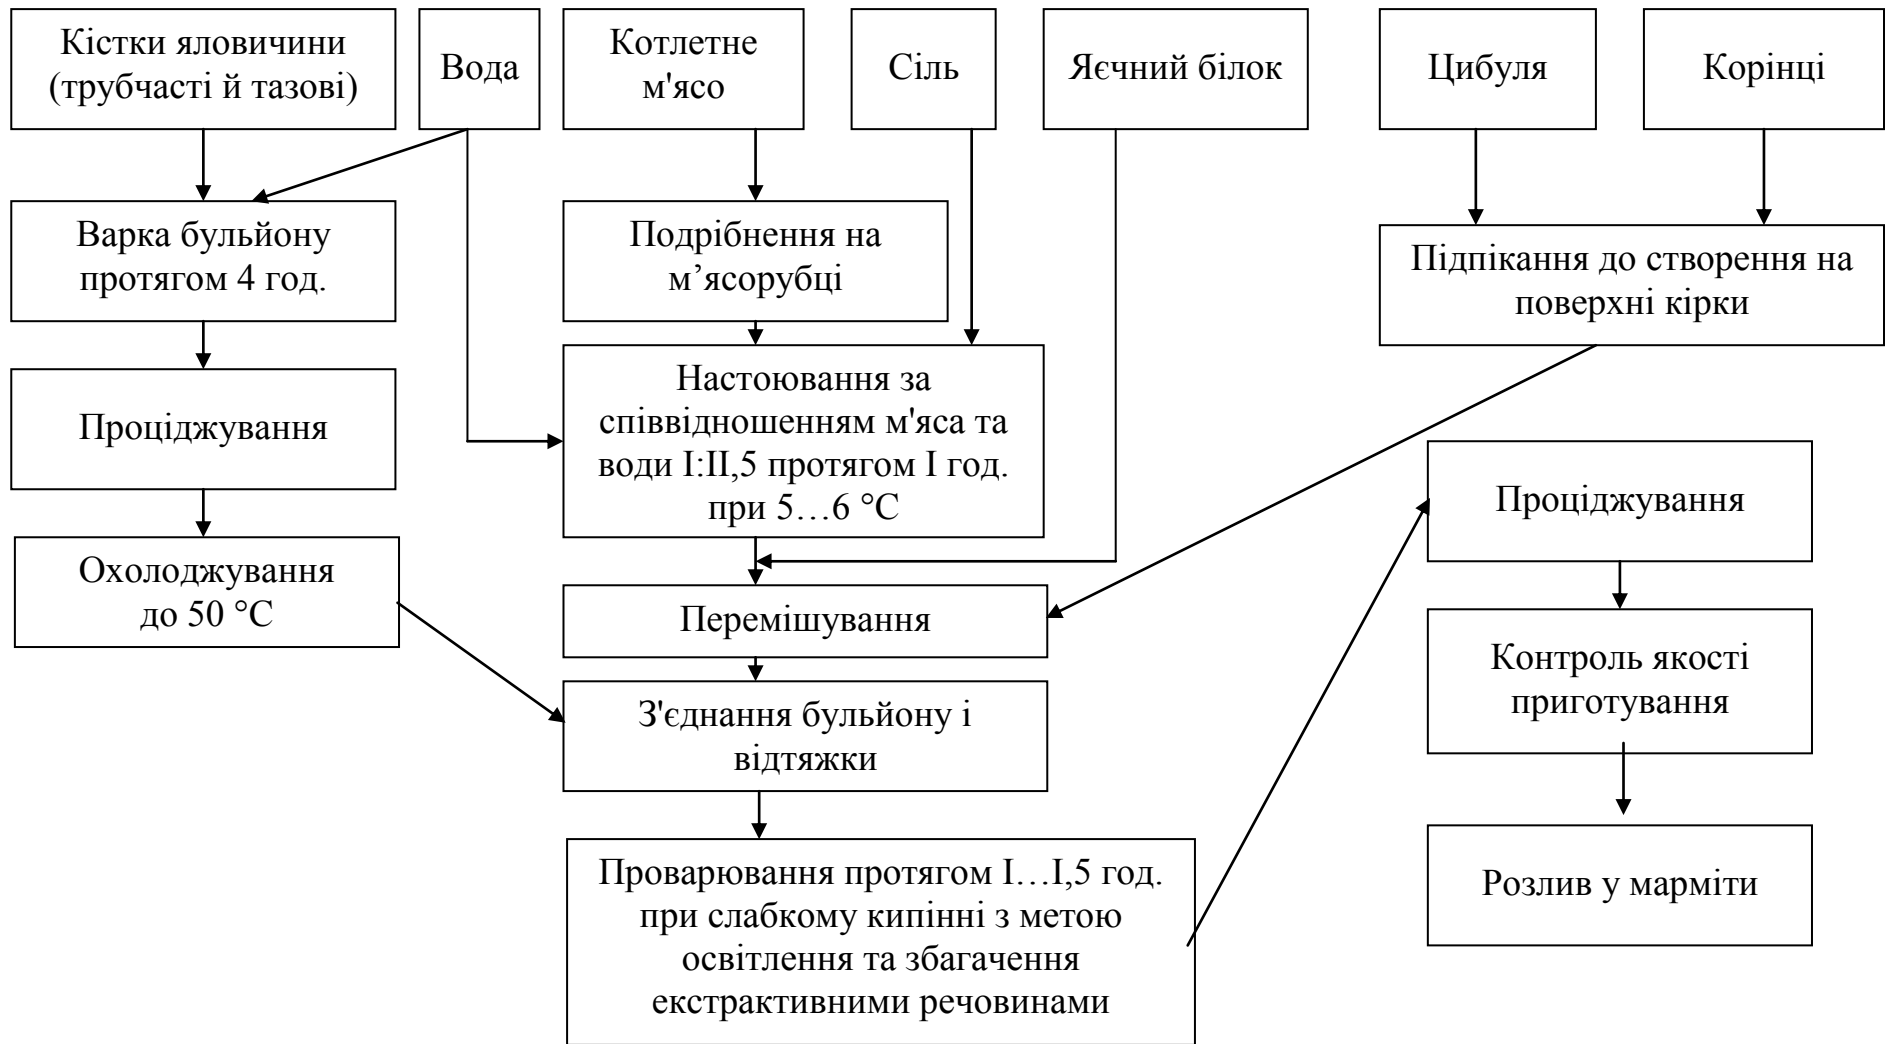 Кістки яловичини
(трубчасті й тазові)
Вода
Котлетне
м'ясо
Сіль
Яєчний білок
Цибуля
Корінці
Варка бульйону
протягом 4 год.
Подрібнення на
м’ясорубці
Підпікання до створення на
поверхні кірки
Проціджування
Настоювання за
співвідношенням м'яса та
води І:ІІ,5 протягом І год.
при 5…6 °С
Проціджування
Охолоджування
до 50 °С
Перемішування
Контроль якості
приготування
З'єднання бульйону і
відтяжки
Проварювання протягом І…І,5 год.
при слабкому кипінні з метою
освітлення та збагачення
екстрактивними речовинами
Розлив у марміти